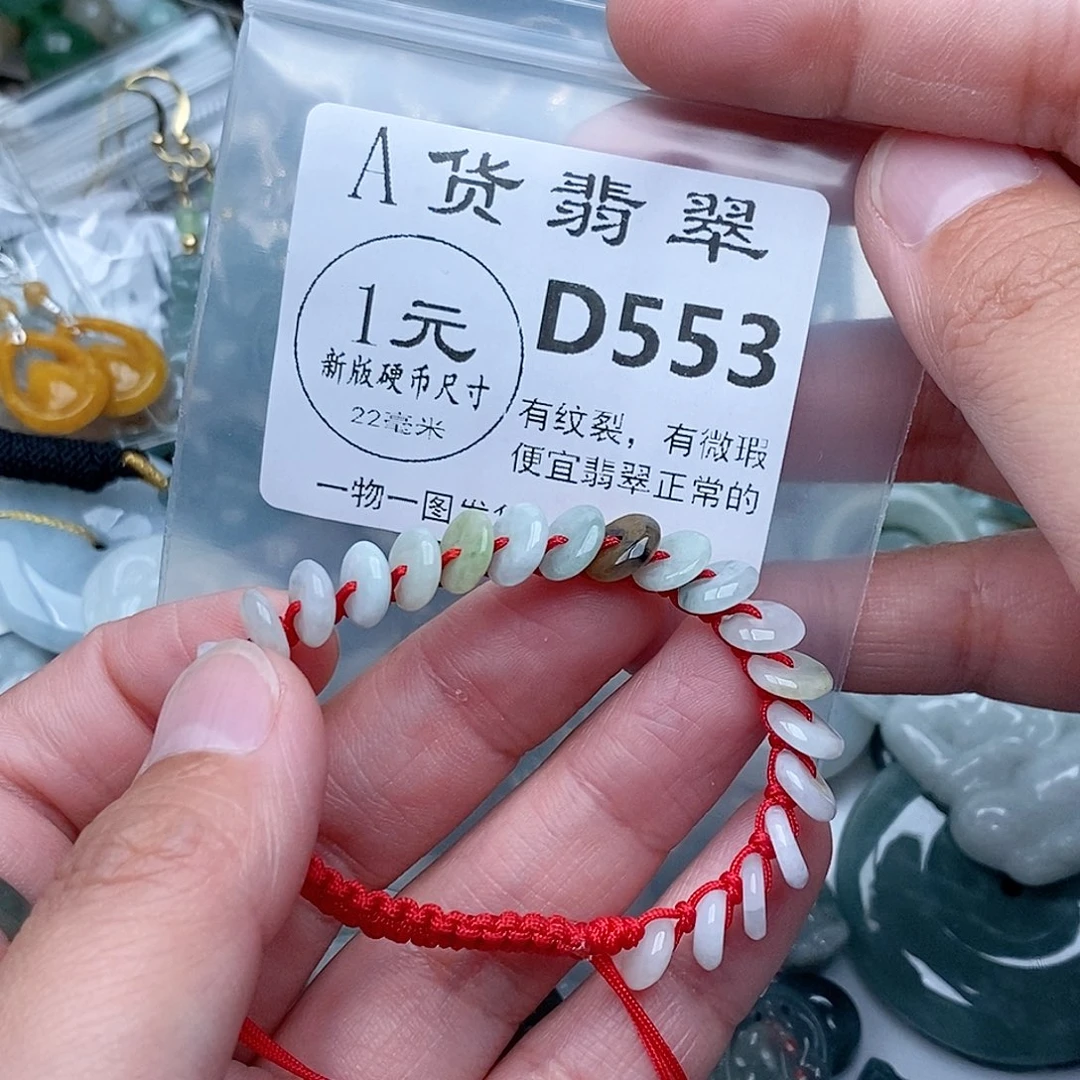 A货翡翠
1元
新版硬币尺寸
22毫米
D553
有纹裂，有微瑕
便宜翡翠正常的
一物一图发